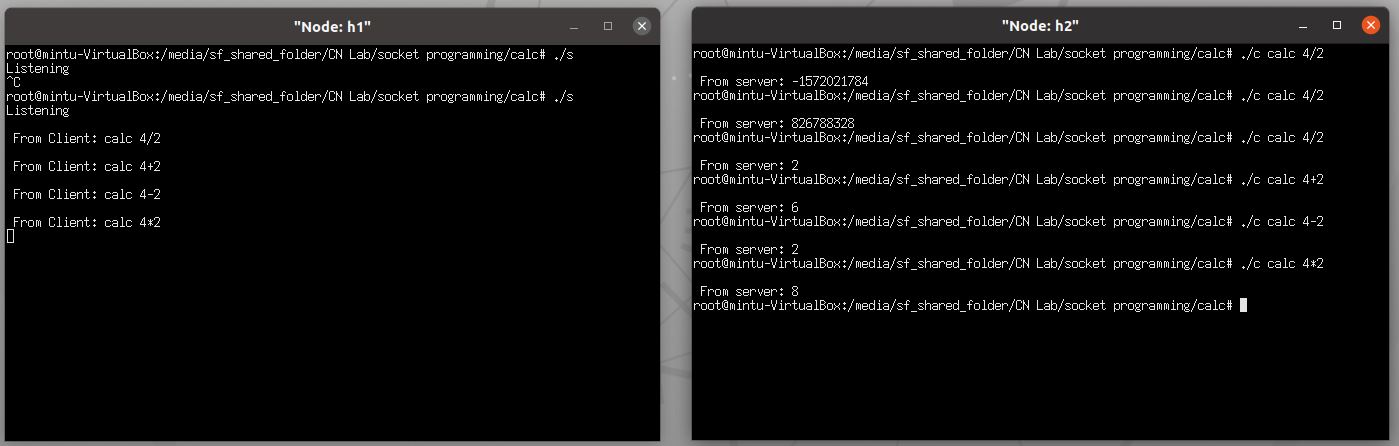 "Node: h1"
root@mintu-VirtualBox:/media/sf_shared_folder/CN Lab/socket programming/calc# ./s
Listening
^C
root@mintu-VirtualBox:/media/sf_shared_folder/CN Lab/socket programming/calc# ./s
Listening
From Client: calc 4/2
From Client: calc 4+2
From Client: calc 4-2
From Client: calc 4*2
"Node: h2"
root@mintu-VirtualBox:/media/sf_shared_folder/CN Lab/socket programming/calc# ./c calc 4/2
From server: -1572021784
root@mintu-VirtualBox:/media/sf_shared_folder/CN Lab/socket programming/calc# ./c calc 4/2
From server: 826788328
root@mintu-VirtualBox:/media/sf_shared_folder/CN Lab/socket programming/calc# ./c calc 4/2
From server: 2
root@mintu-VirtualBox:/media/sf_shared_folder/CN Lab/socket programming/calc# ./c calc 4+2
From server: 6
root@mintu-VirtualBox:/media/sf_shared_folder/CN Lab/socket programming/calc# ./c calc 4-2
From server: 2
root@mintu-VirtualBox:/media/sf_shared_folder/CN Lab/socket programming/calc# ./c calc 4*2
From server: 8
root@mintu-VirtualBox:/media/sf_shared_folder/CN Lab/socket programming/calc#